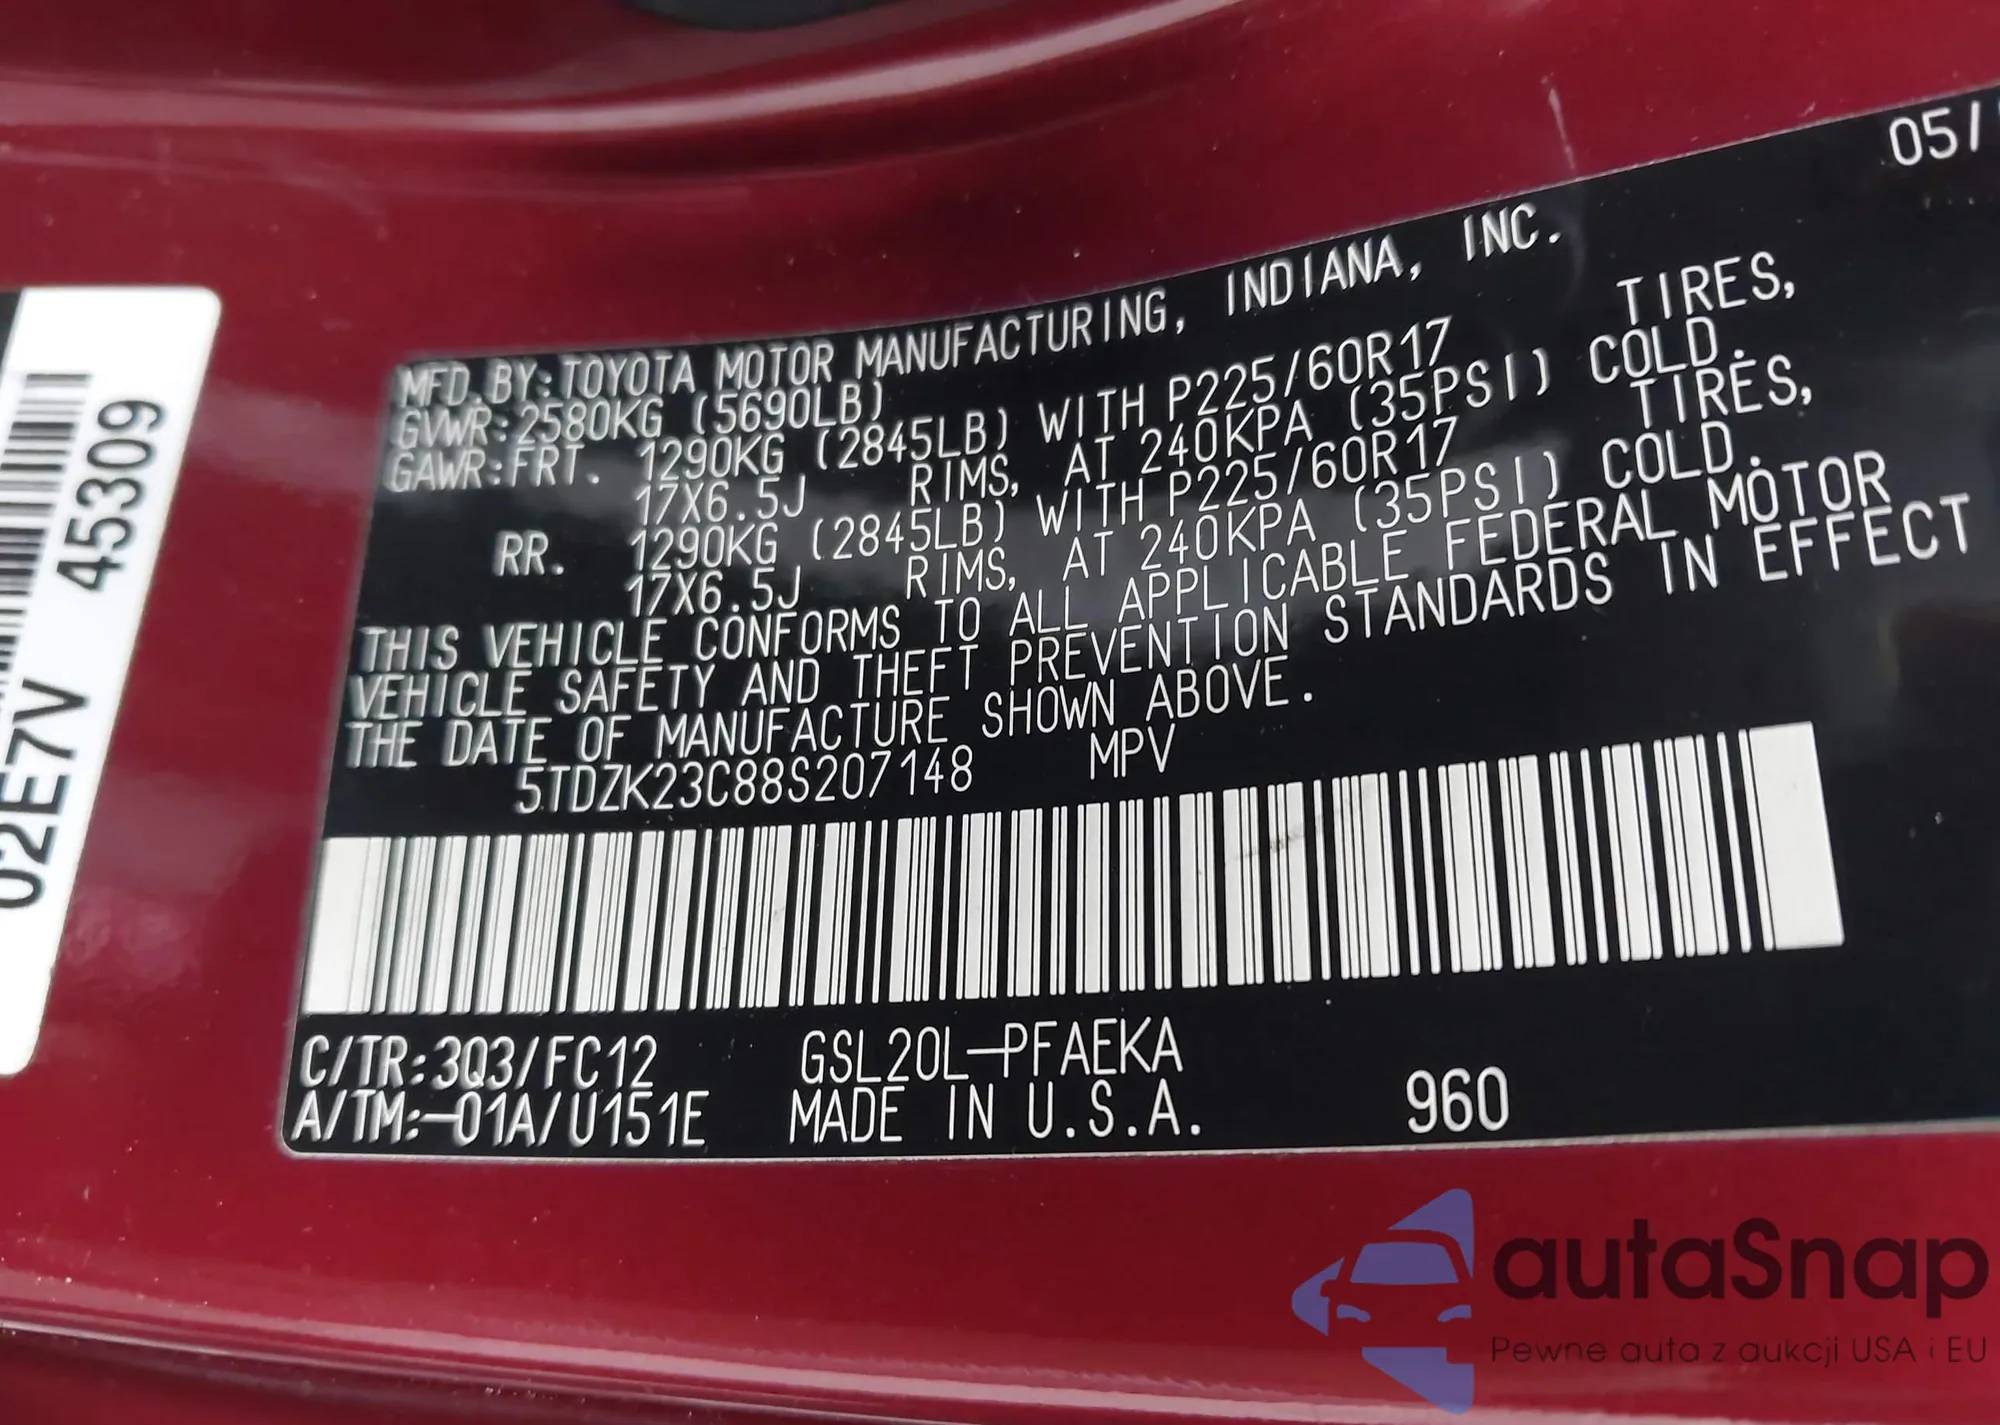 05/
MFD.BY:TOYOTA MOTOR MANUFACTURING, INDIANA, INC.
GVWR:2580KG (5690LB)
GAWR:FRT. 1290KG (2845LB) WITH P225/60R17 TIRES,
17X6.5J RIMS, AT 240KPA (35PSI) COLD.
RR. 1290KG (2845LB) WITH P225/60R17 TIRES,
17X6.5J RIMS, AT 240KPA (35PSI) COLD.
THIS VEHICLE CONFORMS TO ALL APPLICABLE FEDERAL MOTOR
VEHICLE SAFETY AND THEFT PREVENTION STANDARDS IN EFFECT
THE DATE OF MANUFACTURE SHOWN ABOVE.
5TDZK23C88S207148 MPV
C/TR:3Q3/FC12 GSL20L-PFAEKA
A/TM:-01A/U151E MADE IN U.S.A. 960
45309
02E7V
autoSnap
Pewne auta z aukcji USA i EU